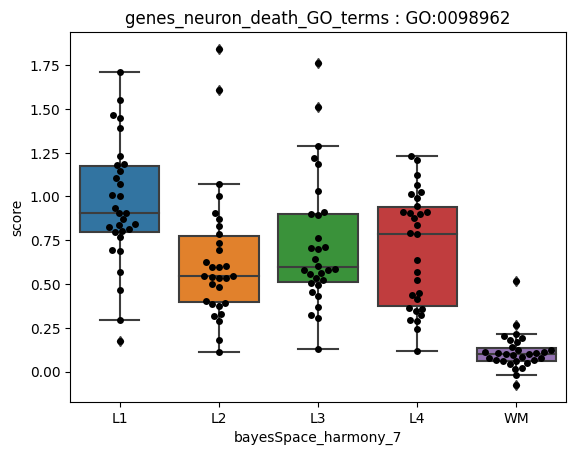 genes_neuron_death_GO_terms : GO:0098962
1.75
1.50
1.25
1.00
0.75
0.50
0.25
0.00
score
L1 L2 L3 L4 WM
bayesSpace_harmony_7